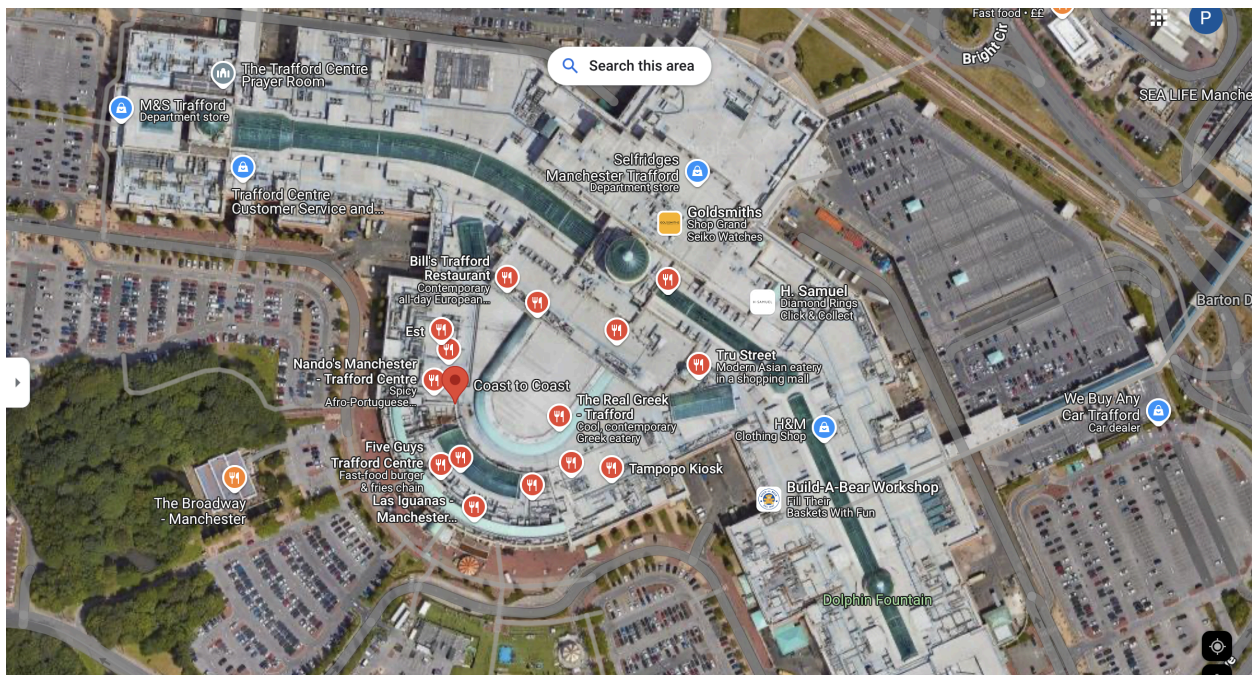 Fast food • ££
P
Bright Cir
Search this area
The Trafford Centre
Prayer Room
SEA LIFE Manche
M&S Trafford
Department store
Selfridges
Manchester Trafford
Department store
Trafford Centre
Customer Service and...
Goldsmiths
Shop Grand
Seiko Watches
Bill's Trafford
Restaurant
Contemporary
all-day European...
H. Samuel
Diamond Rings
Click & Collect
Barton D
Est
Nando's Manchester
- Trafford Centre
Spicy
Afro-Portuguese...
Coast to Coast
Tru Street
Modern Asian eatery
in a shopping mall
The Real Greek
- Trafford
Cool, contemporary
Greek eatery
We Buy Any
Car Trafford
Car dealer
H&M
Clothing Shop
Five Guys
Trafford Centre
Fast-food burger
& fries chain
Tampopo Kiosk
Las Iguanas -
Manchester...
Build-A-Bear Workshop
Fill Their
Baskets With Fun
The Broadway
- Manchester
Dolphin Fountain